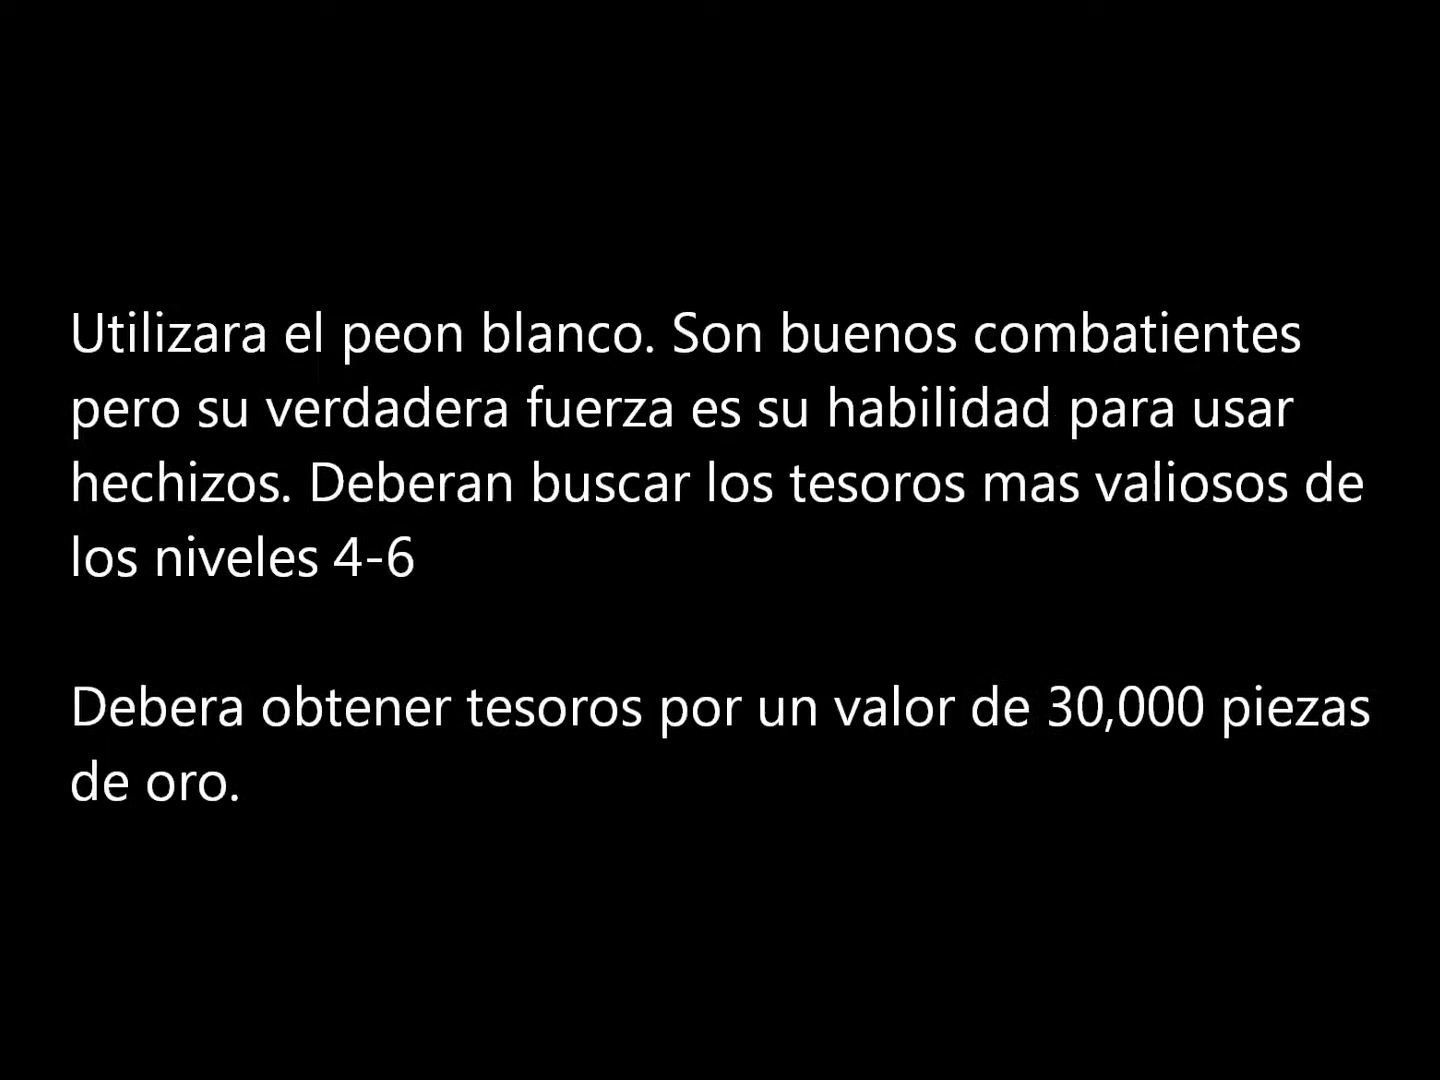 Utilizara el peon blanco. Son buenos combatientes
pero su verdadera fuerza es su habilidad para usar
hechizos. Deberan buscar los tesoros mas valiosos de
los niveles 4-6
Debera obtener tesoros por un valor de 30,000 piezas
de oro.